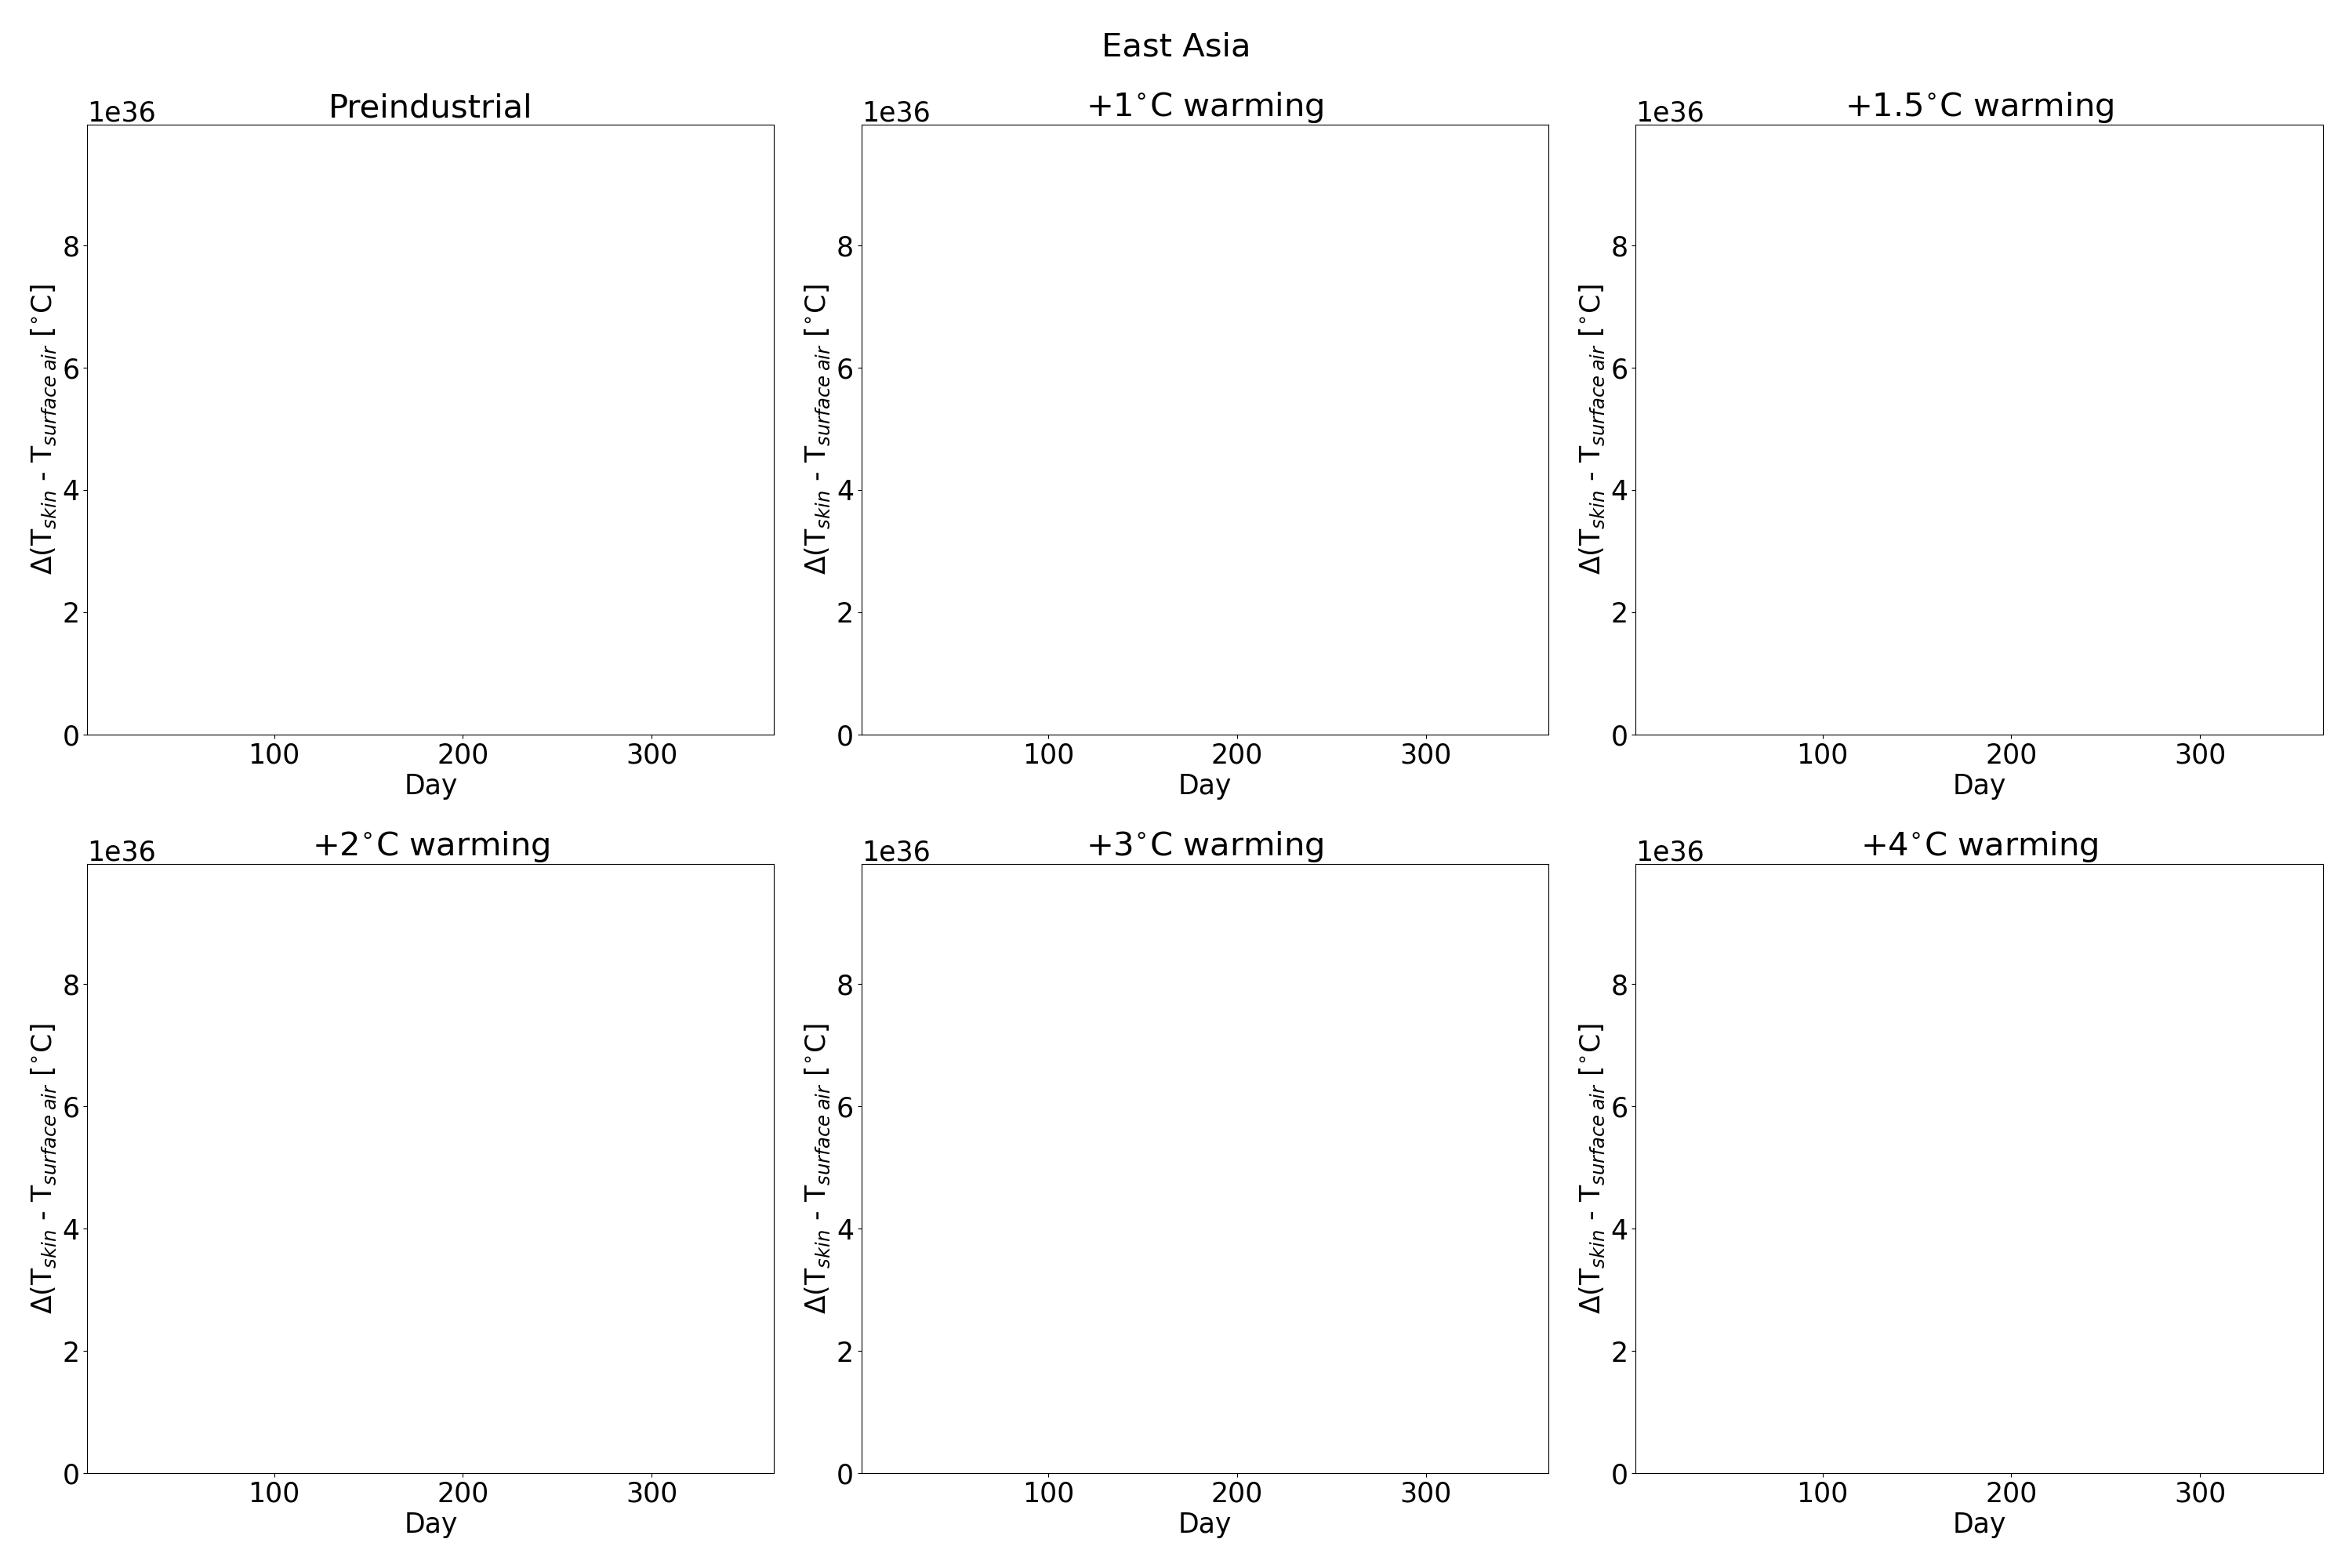 East Asia
Preindustrial
1e36
8
6
4
2
0
100 200 300
Day
Δ(T_skin - T_surface air [°C]
+1°C warming
1e36
8
6
4
2
0
100 200 300
Day
Δ(T_skin - T_surface air [°C]
+1.5°C warming
1e36
8
6
4
2
0
100 200 300
Day
Δ(T_skin - T_surface air [°C]
+2°C warming
1e36
8
6
4
2
0
100 200 300
Day
Δ(T_skin - T_surface air [°C]
+3°C warming
1e36
8
6
4
2
0
100 200 300
Day
Δ(T_skin - T_surface air [°C]
+4°C warming
1e36
8
6
4
2
0
100 200 300
Day
Δ(T_skin - T_surface air [°C]